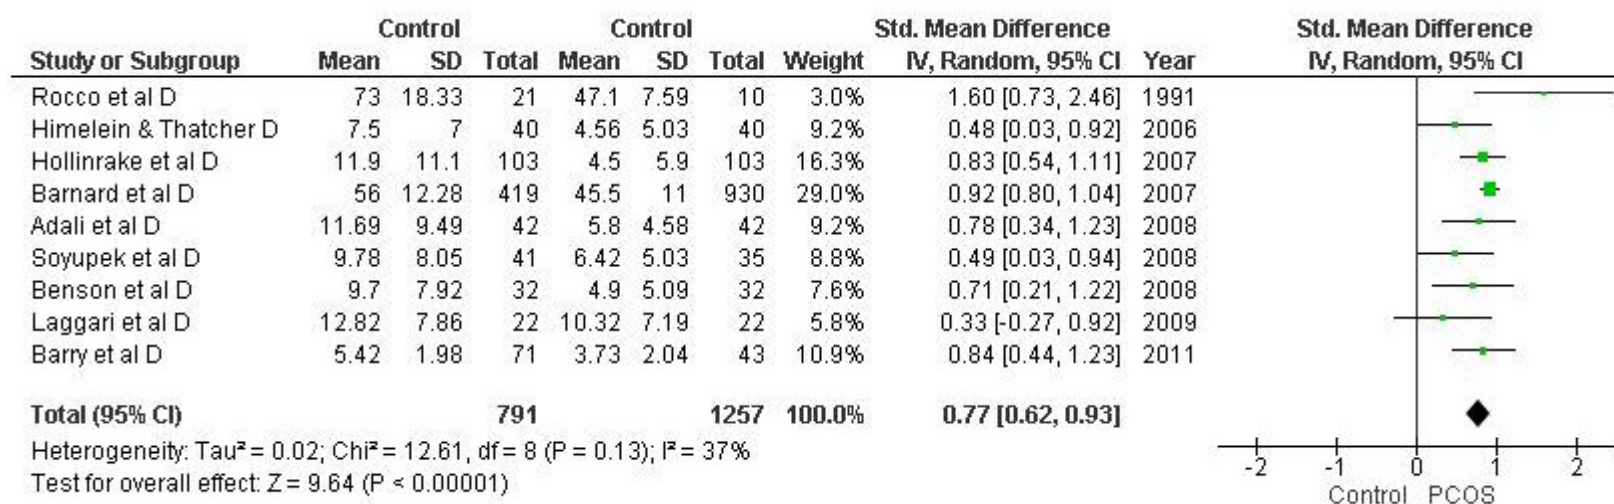 Control Control Std. Mean Difference Std. Mean Difference
Study or Subgroup Mean SD Total Mean SD Total Weight IV, Random, 95% CI Year IV, Random, 95% CI
Rocco et al D 73 18.33 21 47.1 7.59 10 3.0% 1.60 [0.73, 2.46] 1991
Himelein & Thatcher D 7.5 7 40 4.56 5.03 40 9.2% 0.48 [0.03, 0.92] 2006
Hollinrake et al D 11.9 11.1 103 4.5 5.9 103 16.3% 0.83 [0.54, 1.11] 2007
Barnard et al D 56 12.28 419 45.5 11 930 29.0% 0.92 [0.80, 1.04] 2007
Adali et al D 11.69 9.49 42 5.8 4.58 42 9.2% 0.78 [0.34, 1.23] 2008
Soyupek et al D 9.78 8.05 41 6.42 5.03 35 8.8% 0.49 [0.03, 0.94] 2008
Benson et al D 9.7 7.92 32 4.9 5.09 32 7.6% 0.71 [0.21, 1.22] 2008
Laggari et al D 12.82 7.86 22 10.32 7.19 22 5.8% 0.33 [-0.27, 0.92] 2009
Barry et al D 5.42 1.98 71 3.73 2.04 43 10.9% 0.84 [0.44, 1.23] 2011
Total (95% CI) 791 1257 100.0% 0.77 [0.62, 0.93]
Heterogeneity: Tau² = 0.02; Chi² = 12.61, df = 8 (P = 0.13); I² = 37%
Test for overall effect: Z = 9.64 (P < 0.00001)
-2 -1 0 1 2
Control PCOS